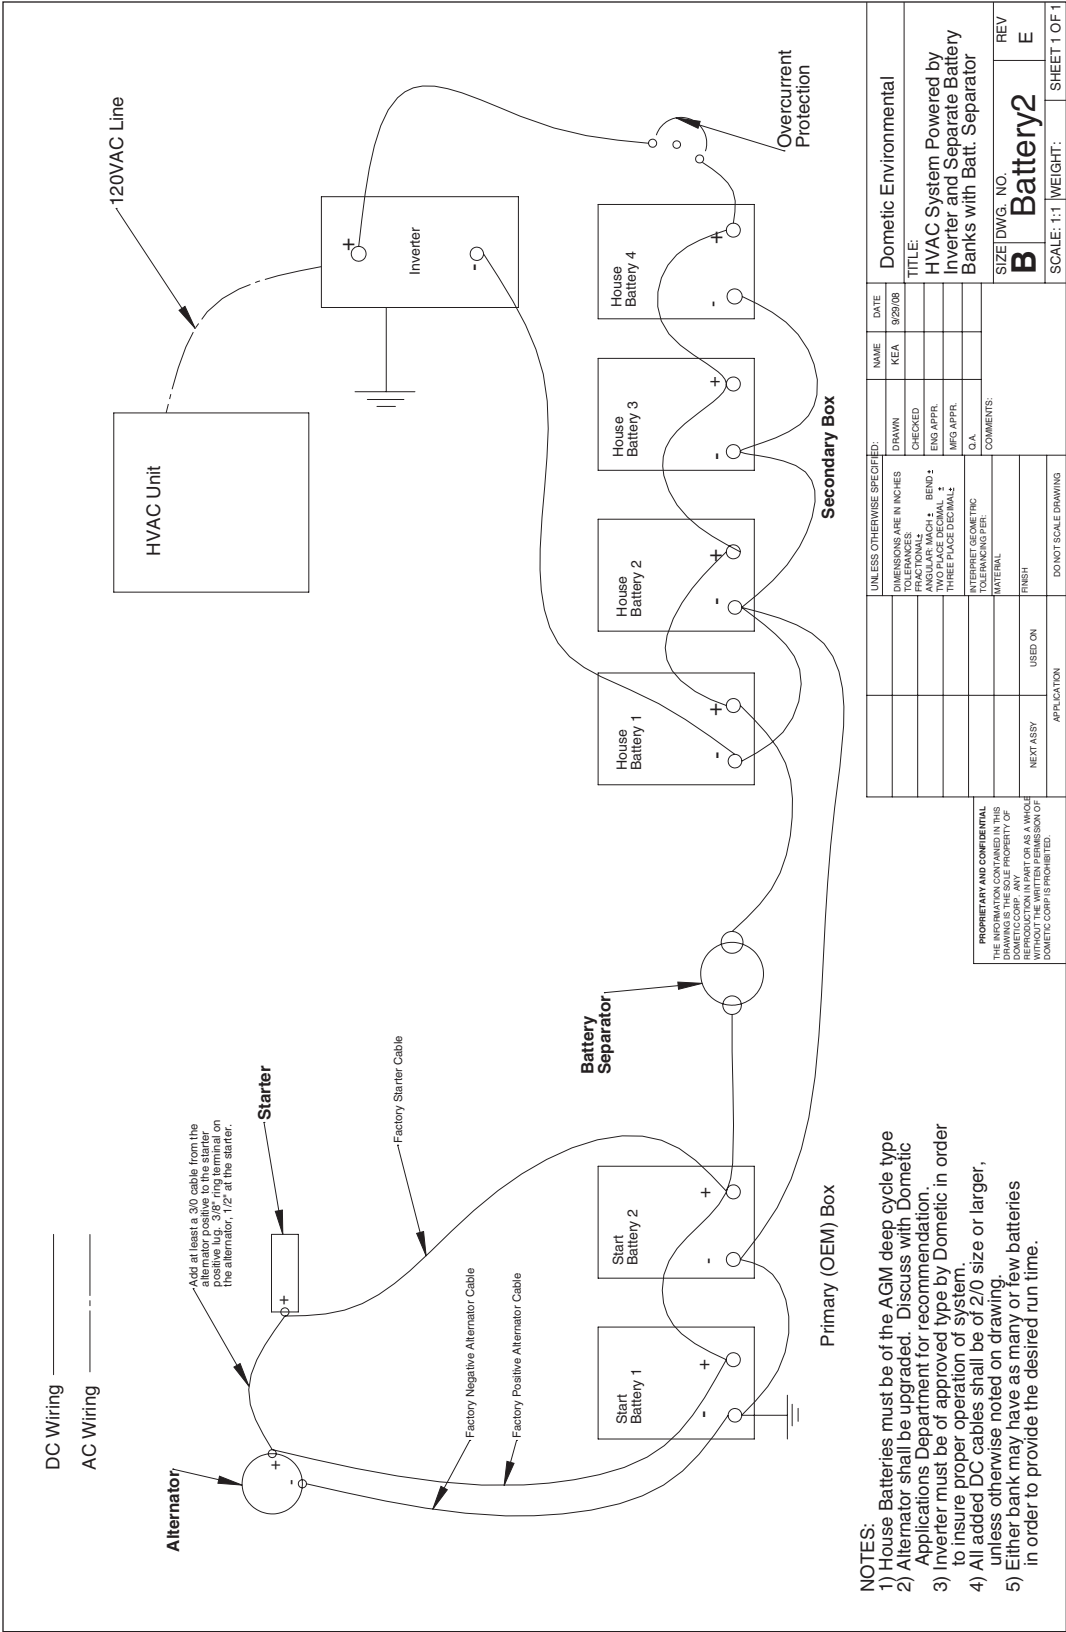 DC Wiring
AC Wiring
Alternator
+
-
Add at least a 3/0 cable from the
alternator positive to the starter
positive lug. 3/8" ring terminal on
the alternator, 1/2" at the starter.
Starter
+
Factory Starter Cable
Factory Negative Alternator Cable
Factory Positive Alternator Cable
120VAC Line
HVAC Unit
Inverter
+
-
Overcurrent
Protection
Battery
Separator
Start
Battery 1
-
+
Start
Battery 2
-
+
Primary (OEM) Box
House
Battery 1
-
+
House
Battery 2
-
+
House
Battery 3
-
+
House
Battery 4
-
+
Secondary Box
NOTES:
1) House Batteries must be of the AGM deep cycle type
2) Alternator shall be upgraded. Discuss with Dometic
Applications Department for recommendation.
3) Inverter must be of approved type by Dometic in order
to insure proper operation of system.
4) All added DC cables shall be of 2/0 size or larger,
unless otherwise noted on drawing.
5) Either bank may have as many or few batteries
in order to provide the desired run time.
PROPRIETARY AND CONFIDENTIAL
THE INFORMATION CONTAINED IN THIS
DRAWING IS THE SOLE PROPERTY OF
DOMETIC CORP. ANY
REPRODUCTION IN PART OR AS A WHOLE
WITHOUT THE WRITTEN PERMISSION OF
DOMETIC CORP IS PROHIBITED.
NEXT ASSY
USED ON
APPLICATION
UNLESS OTHERWISE SPECIFIED:
DIMENSIONS ARE IN INCHES
TOLERANCES:
FRACTIONAL±
ANGULAR: MACH± BEND±
TWO PLACE DECIMAL ±
THREE PLACE DECIMAL±
INTERPRET GEOMETRIC
TOLERANCING PER:
MATERIAL
FINISH
DO NOT SCALE DRAWING
NAME
DATE
DRAWN
KEA
9/29/08
CHECKED
ENG APPR.
MFG APPR.
Q.A.
COMMENTS:
Dometic Environmental
TITLE:
HVAC System Powered by
Inverter and Separate Battery
Banks with Batt. Separator
SIZE
B
DWG. NO.
Battery2
REV
E
SCALE: 1:1
WEIGHT:
SHEET 1 OF 1